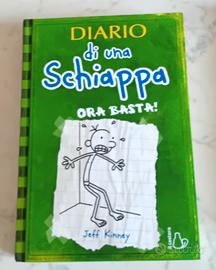 DIARIO
di una
Schiappa
ORA BASTA!
Jeff Kinney